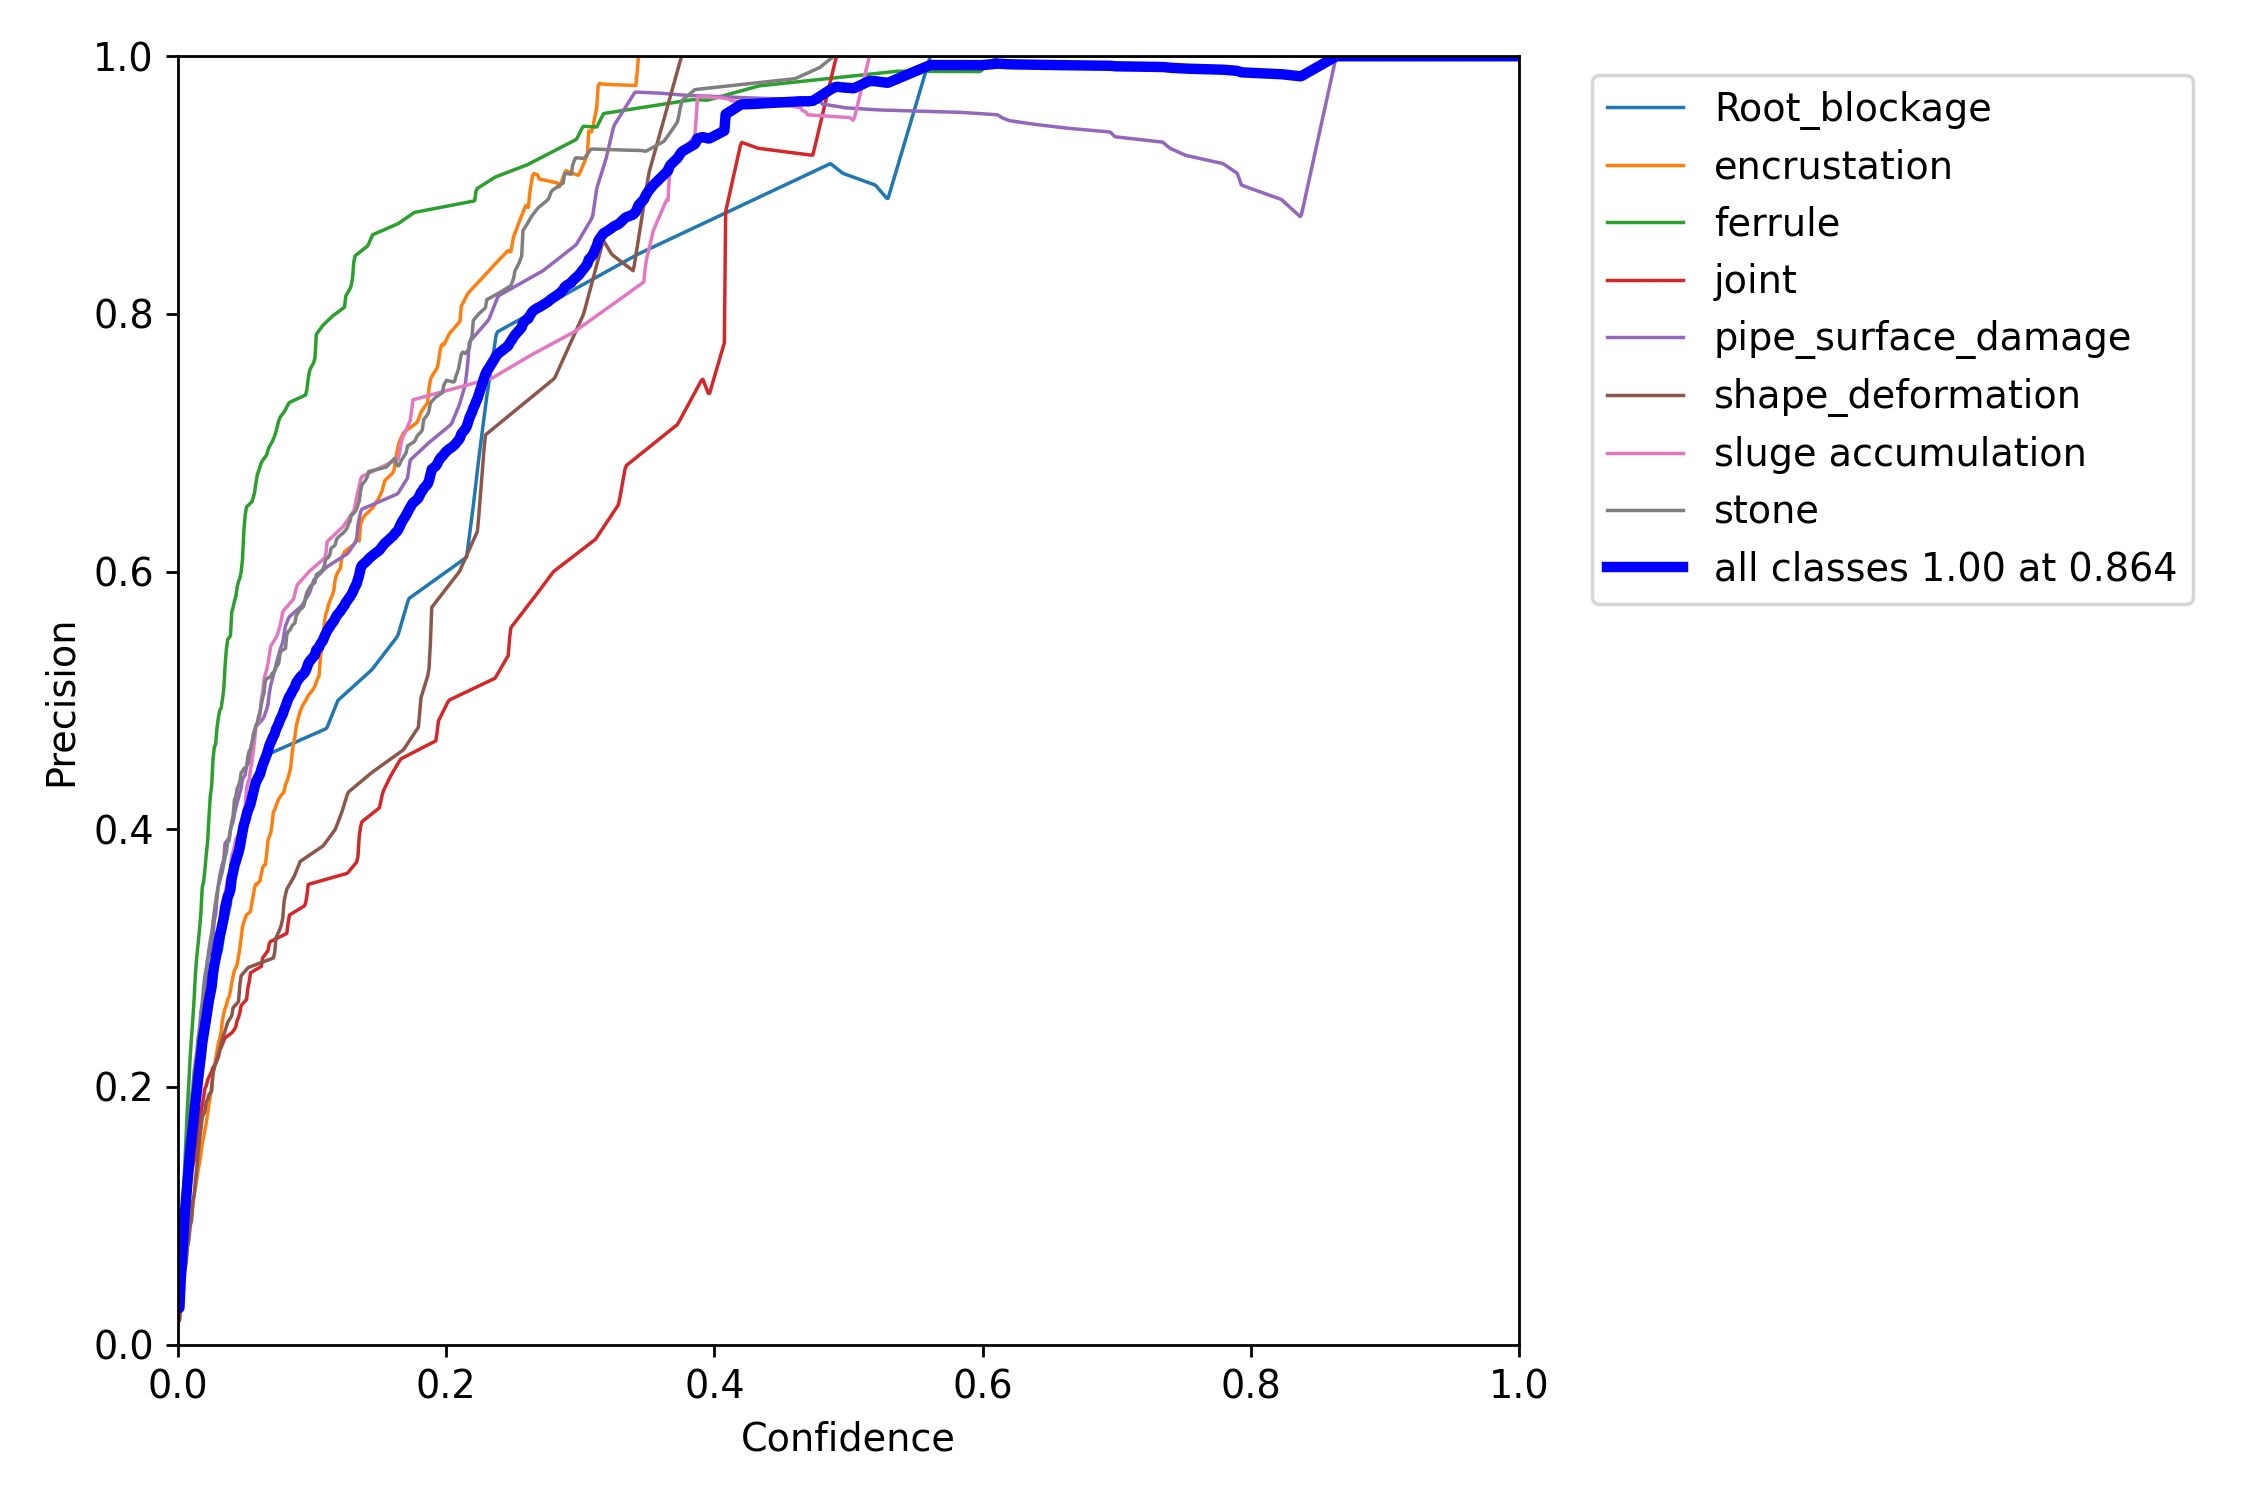 1.0
0.8
0.6
0.4
0.2
0.0
Precision
0.0 0.2 0.4 0.6 0.8 1.0
Confidence
Root_blockage
encrustation
ferrule
joint
pipe_surface_damage
shape_deformation
sluge accumulation
stone
all classes 1.00 at 0.864